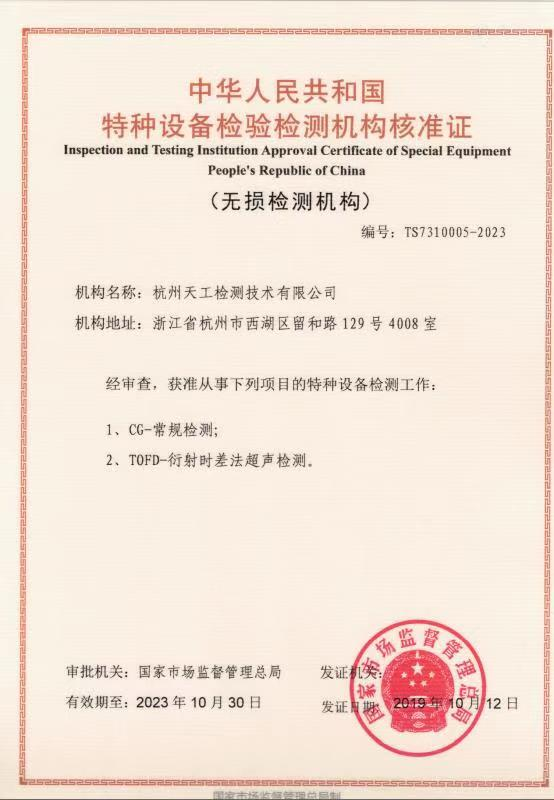 中华人民共和国
特种设备检验检测机构核准证
Inspection and Testing Institution Approval Certificate of Special Equipment
People's Republic of China
（无损检测机构）
编号：TS7310005-2023
机构名称：杭州天工检测技术有限公司
机构地址：浙江省杭州市西湖区留和路 129 号 4008 室
经审查，获准从事下列项目的特种设备检测工作：
1、CG-常规检测;
2、TOFD-衍射时差法超声检测。
审批机关：国家市场监督管理总局
发证机关：
国家市场监督管理总局
有效期至：2023 年 10 月 30 日
发证日期：2019 年 10 月 12 日
国家市场监督管理总局制